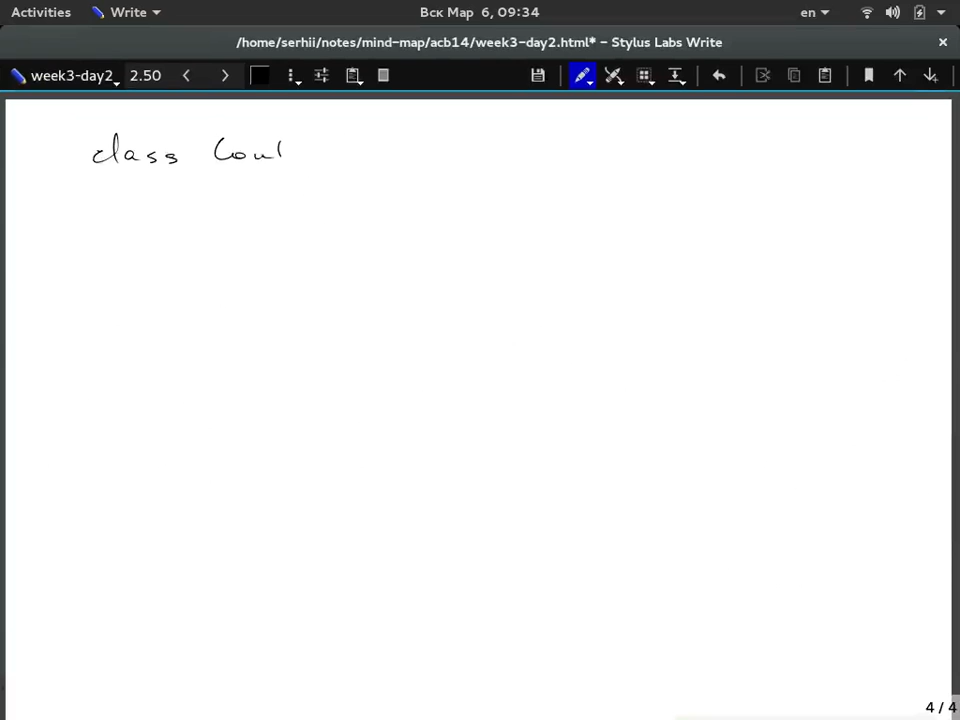 Activities Write Вск Мар 6, 09:34 en
/home/serhii/notes/mind-map/acb14/week3-day2.html* – Stylus Labs Write
week3-day2 2.50
class Cont
4 / 4